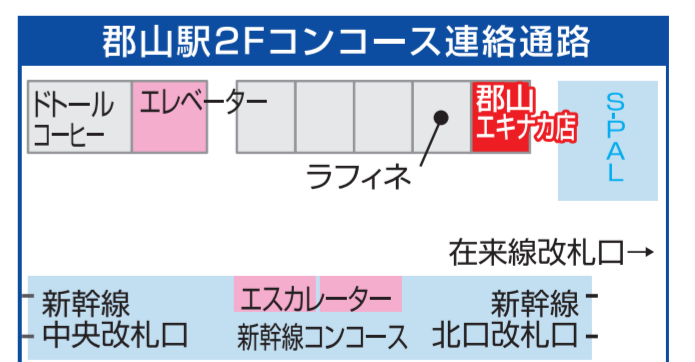 郡山駅2Fコンコース連絡通路
ドトール
コーヒー
エレベーター
郡山
エキナカ店
S-PAL
ラフィネ
在来線改札口→
新幹線
中央改札口
エスカレーター
新幹線コンコース
新幹線
北口改札口